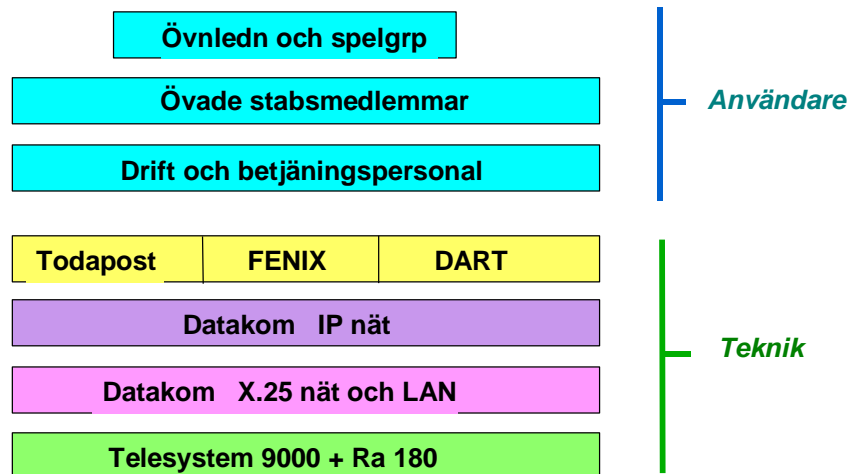 Övnledn och spelgrp
Övade stabsmedlemmar
Användare
Drift och betjäningspersonal
Todapost FENIX DART
Datakom IP nät
Teknik
Datakom X.25 nät och LAN
Telesystem 9000 + Ra 180